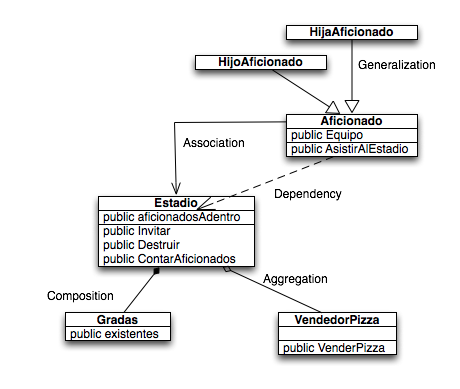 HijaAficionado
HijoAficionado
Generalization
Aficionado
public Equipo
public AsistirAlEstadio
Association
Dependency
Estadio
public aficionadosAdentro
public Invitar
public Destruir
public ContarAficionados
Aggregation
Composition
Gradas
public existentes
VendedorPizza
public VenderPizza